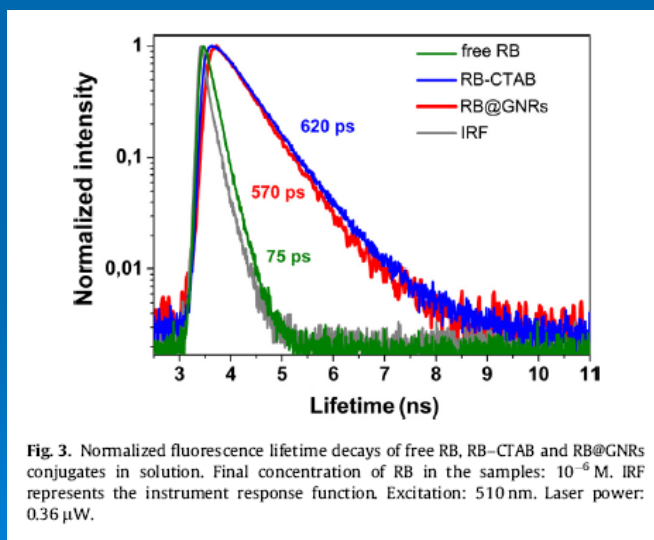 1
0,1
0,01
Normalized intensity
free RB
RB-CTAB
RB@GNRs
IRF
620 ps
570 ps
75 ps
3 4 5 6 7 8 9 10 11
Lifetime (ns)
Fig. 3. Normalized fluorescence lifetime decays of free RB, RB–CTAB and RB@GNRs
conjugates in solution. Final concentration of RB in the samples: 10⁻⁶ M. IRF
represents the instrument response function. Excitation: 510 nm. Laser power:
0.36 μW.